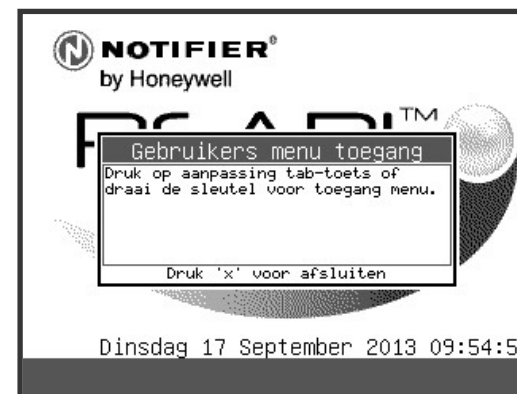 NOTIFIER®
by Honeywell
TM
Gebruikers menu toegang
Druk op aanpassing tab-toets of
draai de sleutel voor toegang menu.
Druk 'x' voor afsluiten
Dinsdag 17 September 2013 09:54:5